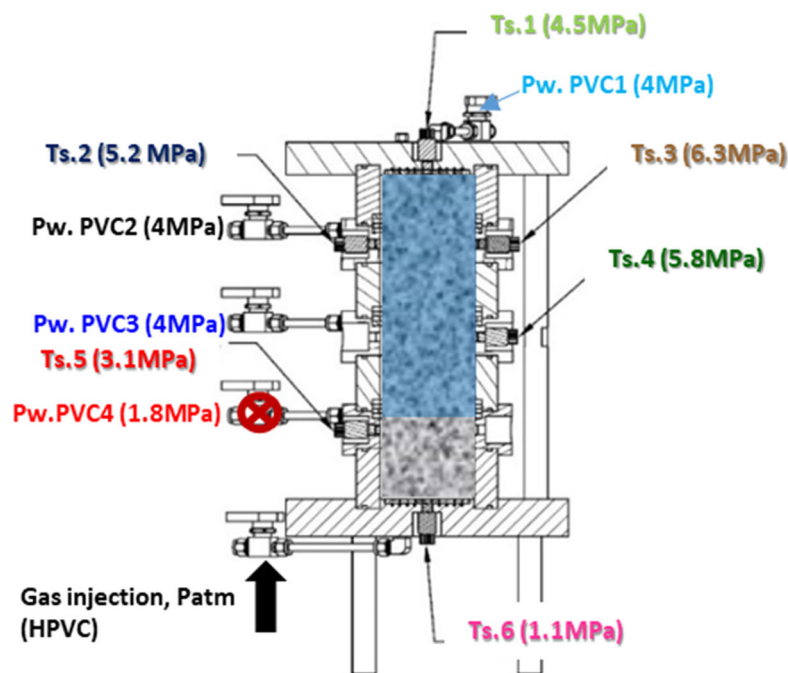 Ts.1 (4.5MPa)
Pw. PVC1 (4MPa)
Ts.2 (5.2 MPa)
Ts.3 (6.3MPa)
Pw. PVC2 (4MPa)
Ts.4 (5.8MPa)
Pw. PVC3 (4MPa)
Ts.5 (3.1MPa)
Pw.PVC4 (1.8MPa)
Gas injection, Patm
(HPVC)
Ts.6 (1.1MPa)